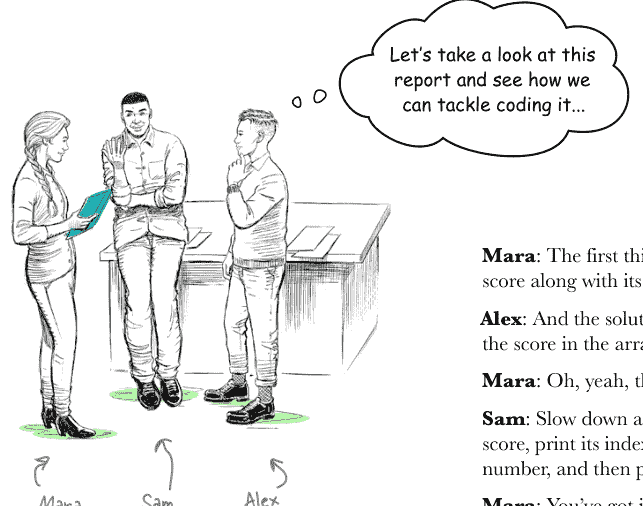 Let's take a look at this
report and see how we
can tackle coding it...
Mara: The first thi
score along with its
Alex: And the solut
the score in the arra
Mara: Oh, yeah, th
Sam: Slow down a
score, print its index
number, and then p
Mara: You've got i
Mara
Sam
Alex